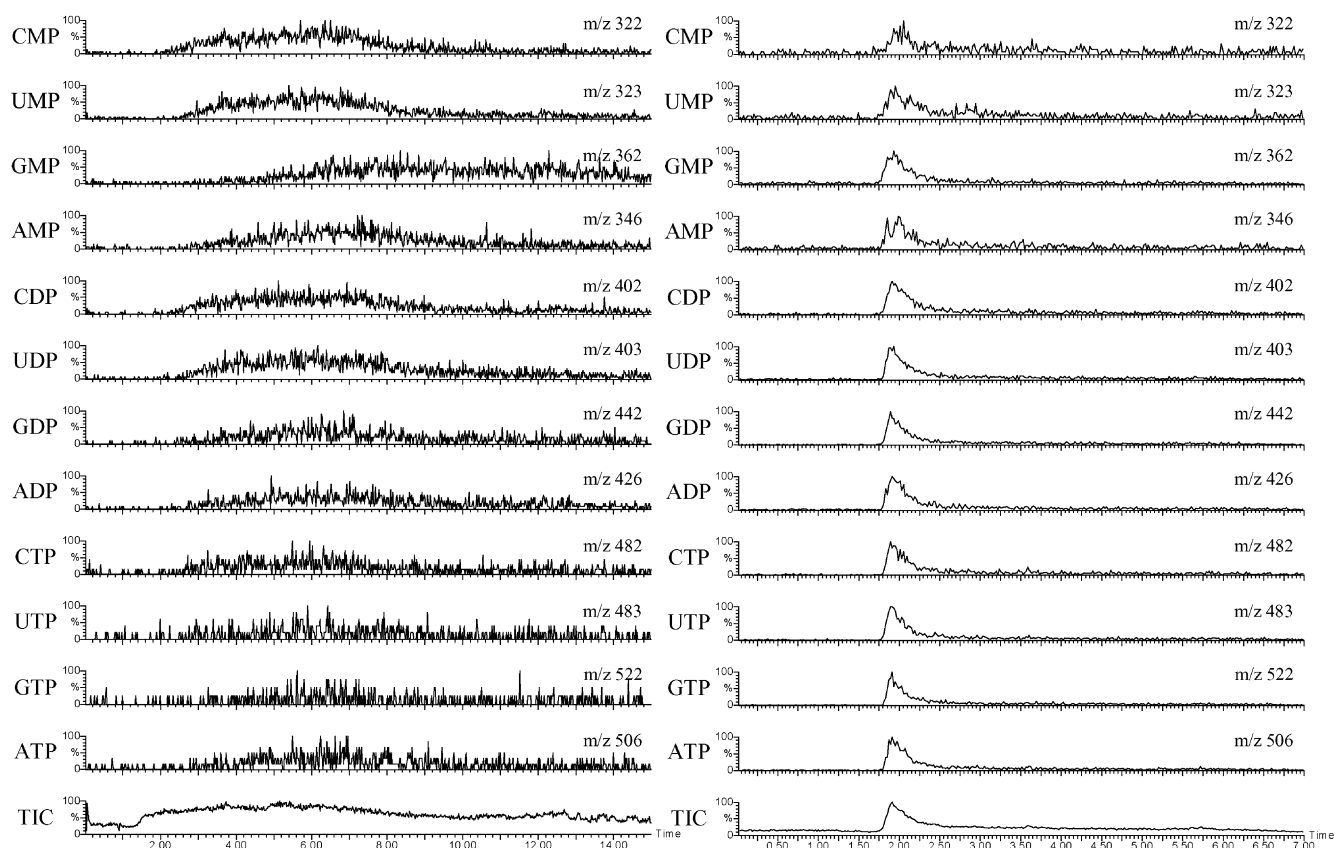 100
CMP % m/z 322
0
100
UMP % m/z 323
0
100
GMP % m/z 362
0
100
AMP % m/z 346
0
100
CDP % m/z 402
0
100
UDP % m/z 403
0
100
GDP % m/z 442
0
100
ADP % m/z 426
0
100
CTP % m/z 482
0
100
UTP % m/z 483
0
100
GTP % m/z 522
0
100
ATP % m/z 506
0
100
TIC %
0 Time
2.00 4.00 6.00 8.00 10.00 12.00 14.00
100
CMP % m/z 322
0
100
UMP % m/z 323
0
100
GMP % m/z 362
0
100
AMP % m/z 346
0
100
CDP % m/z 402
0
100
UDP % m/z 403
0
100
GDP % m/z 442
0
100
ADP % m/z 426
0
100
CTP % m/z 482
0
100
UTP % m/z 483
0
100
GTP % m/z 522
0
100
ATP % m/z 506
0
100
TIC %
0 Time
0.50 1.00 1.50 2.00 2.50 3.00 3.50 4.00 4.50 5.00 5.50 6.00 6.50 7.00